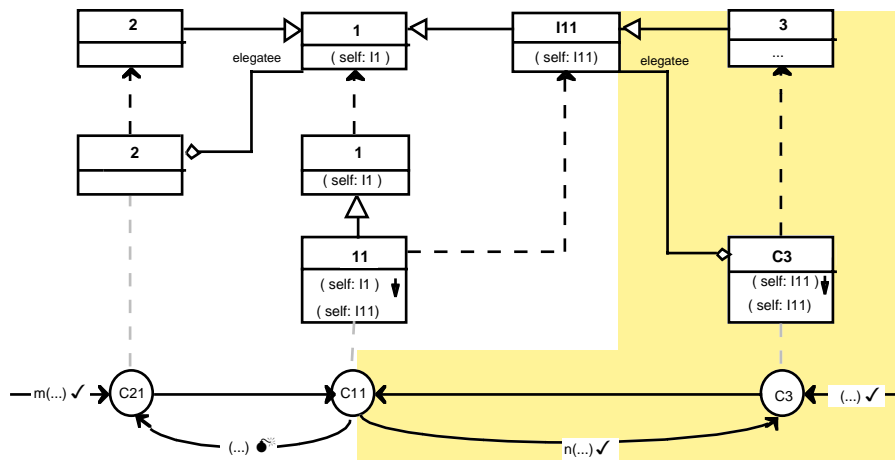 2
1
( self: I1 )
I11
( self: I11)
3
...
elegatee
elegatee
2
1
( self: I1 )
11
( self: I1 )
( self: I11)
C3
( self: I11 )
( self: I11)
m(...) ✓
C21
C11
C3
(...) ✓
(...) 💣
n(...) ✓